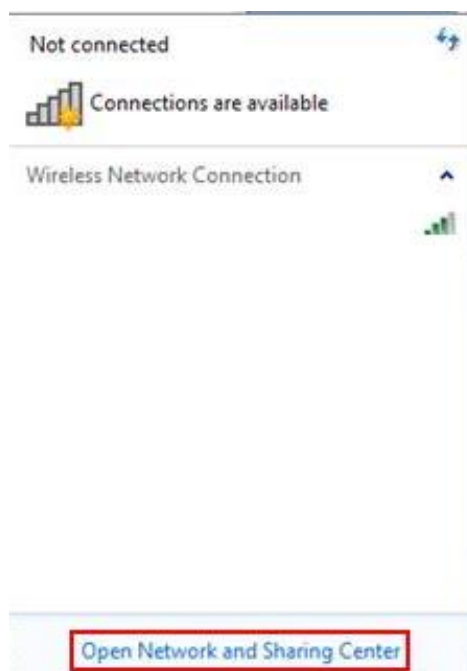 Not connected
Connections are available
Wireless Network Connection
Open Network and Sharing Center